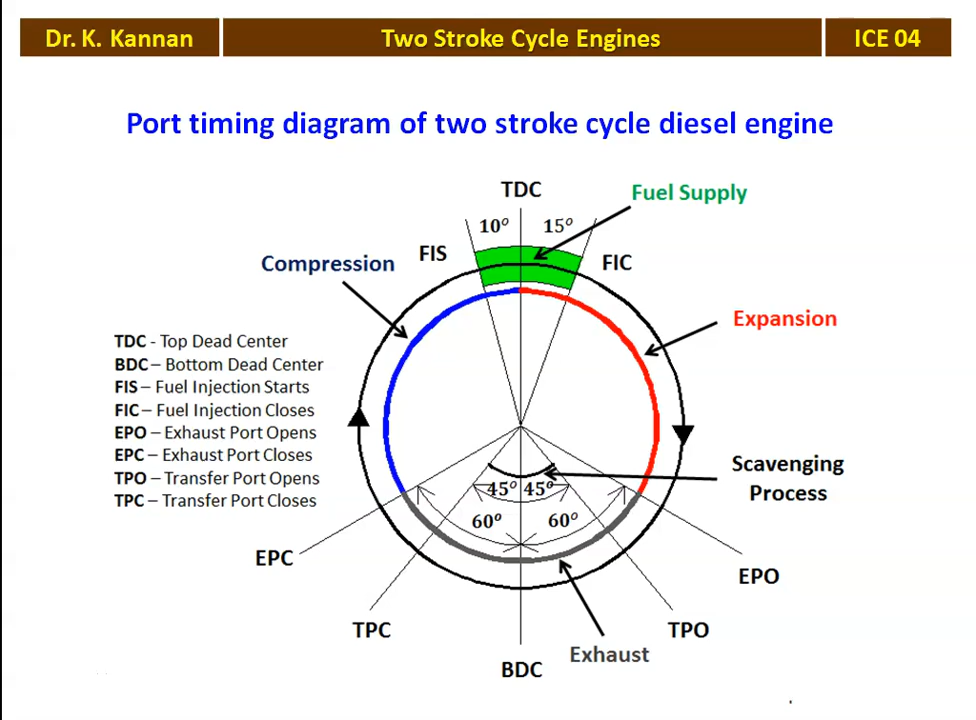 Dr. K. Kannan
Two Stroke Cycle Engines
ICE 04
Port timing diagram of two stroke cycle diesel engine
TDC
Fuel Supply
10º
15º
FIS
FIC
Compression
Expansion
TDC - Top Dead Center
BDC – Bottom Dead Center
FIS – Fuel Injection Starts
FIC – Fuel Injection Closes
EPO – Exhaust Port Opens
EPC – Exhaust Port Closes
TPO – Transfer Port Opens
TPC – Transfer Port Closes
Scavenging
Process
45º
45º
60º
60º
EPC
EPO
TPC
TPO
Exhaust
BDC